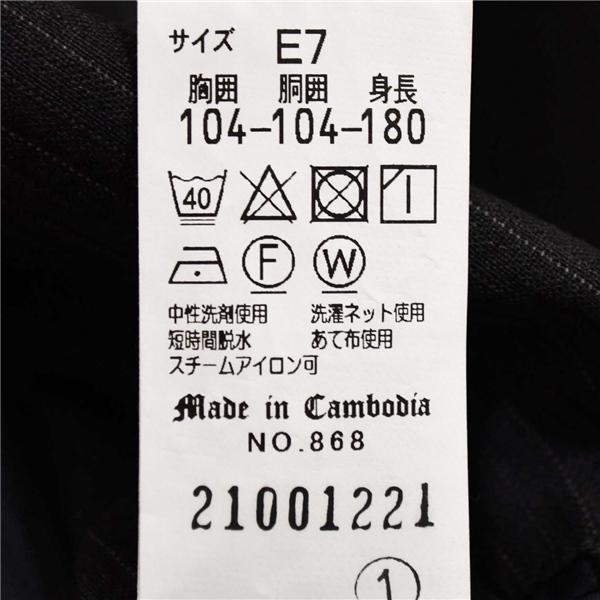 サイズ E7
胸囲 胴囲 身長
104-104-180
40
F W
中性洗剤使用 洗濯ネット使用
短時間脱水 あて布使用
スチームアイロン可
Made in Cambodia
NO.868
21001221
1